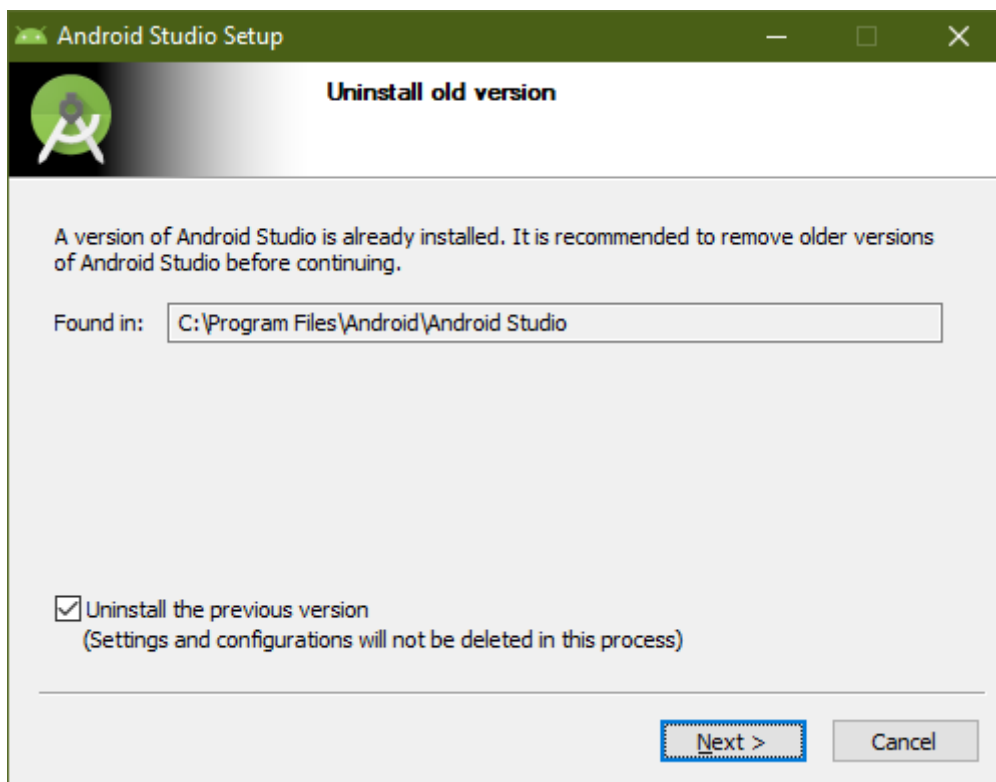 Android Studio Setup
Uninstall old version
A version of Android Studio is already installed. It is recommended to remove older versions
of Android Studio before continuing.
Found in: C:\Program Files\Android\Android Studio
Uninstall the previous version
(Settings and configurations will not be deleted in this process)
Next > Cancel